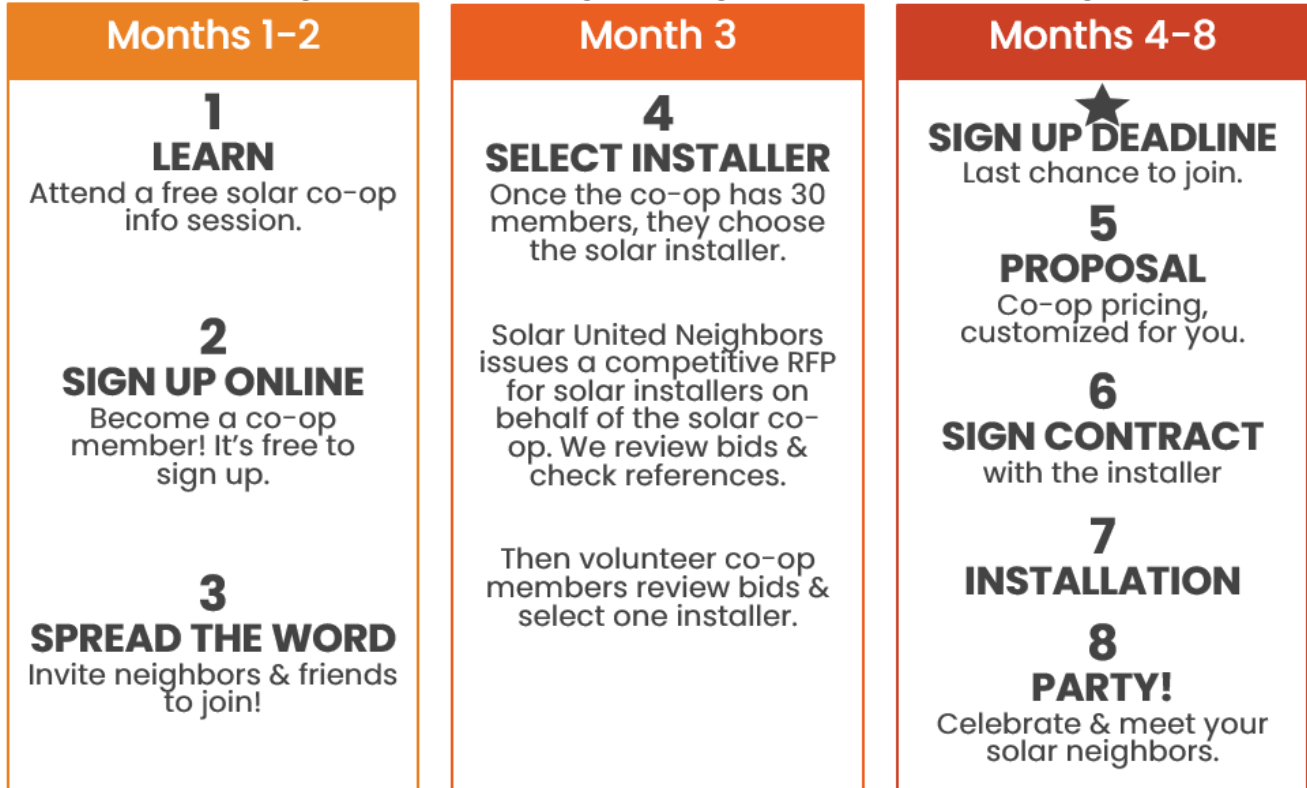 Months 1-2
1
LEARN
Attend a free solar co-op
info session.
2
SIGN UP ONLINE
Become a co-op
member! It's free to
sign up.
3
SPREAD THE WORD
Invite neighbors & friends
to join!
Month 3
4
SELECT INSTALLER
Once the co-op has 30
members, they choose
the solar installer.
Solar United Neighbors
issues a competitive RFP
for solar installers on
behalf of the solar co-
op. We review bids &
check references.
Then volunteer co-op
members review bids &
select one installer.
Months 4-8
SIGN UP DEADLINE
Last chance to join.
5
PROPOSAL
Co-op pricing,
customized for you.
6
SIGN CONTRACT
with the installer
7
INSTALLATION
8
PARTY!
Celebrate & meet your
solar neighbors.